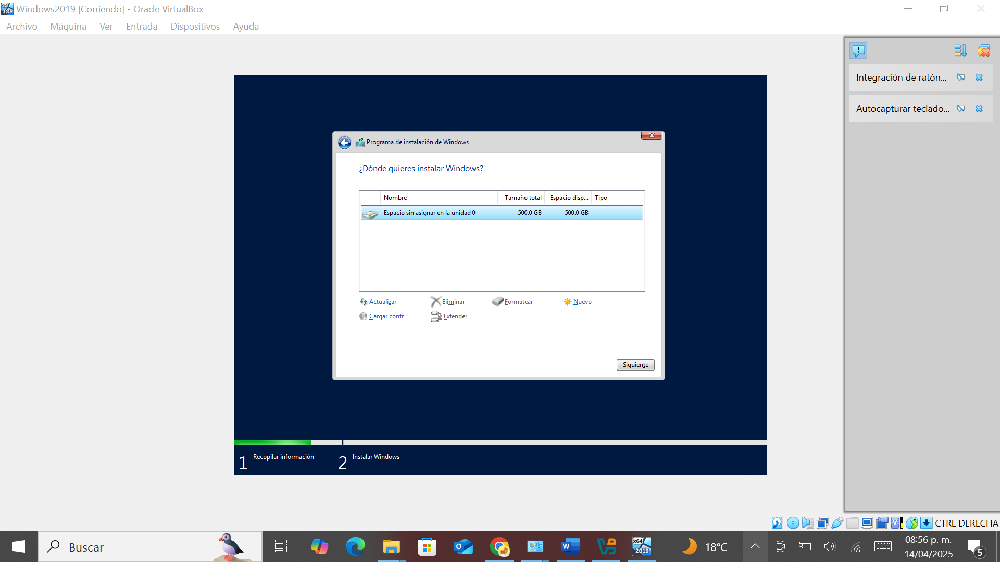 Windows2019 [Corriendo] - Oracle VirtualBox
Archivo Máquina Ver Entrada Dispositivos Ayuda
Integración de ratón...
Autocapturar teclado...
Programa de instalación de Windows
¿Dónde quieres instalar Windows?
Nombre Tamaño total Espacio disp... Tipo
Espacio sin asignar en la unidad 0 500.0 GB 500.0 GB
Actualizar Eliminar Formatear Nuevo
Cargar contr. Extender
Siguiente
1 Recopilar información 2 Instalar Windows
CTRL DERECHA
Buscar
x64
2019
18°C
08:56 p. m.
14/04/2025
5